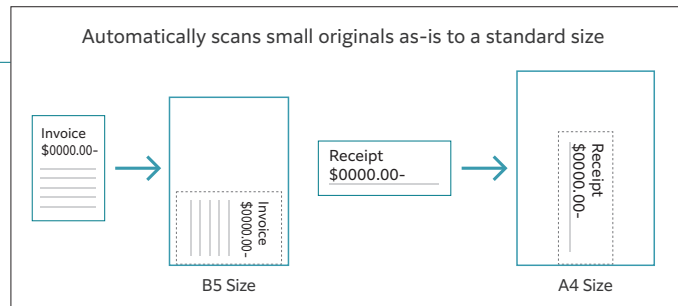 Automatically scans small originals as-is to a standard size
Invoice
$0000.00-
Invoice
$0000.00-
B5 Size
Receipt
$0000.00-
Receipt
$0000.00-
A4 Size